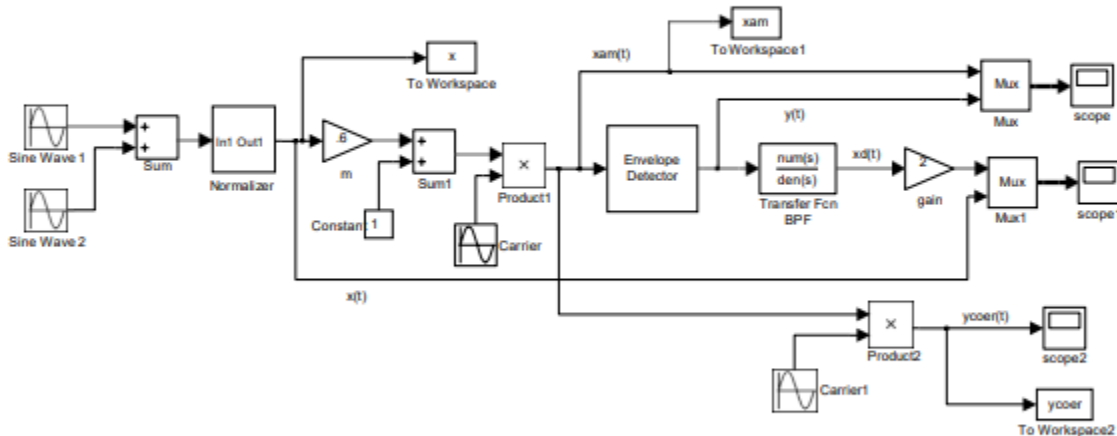 xam
To Workspace1
x
To Workspace
xam(t)
Mux
Mux
scope
y(t)
Sine Wave 1
+
+
Sum
In1 Out1
Normalizer
.6
m
+
+
Sum1
×
Product1
Envelope
Detector
num(s)
den(s)
Transfer Fcn
BPF
xd(t)
2
gain
Mux
Mux1
scope1
Sine Wave 2
Constant
1
Carrier
x(t)
×
Product2
ycoer(t)
scope2
Carrier1
ycoer
To Workspace2